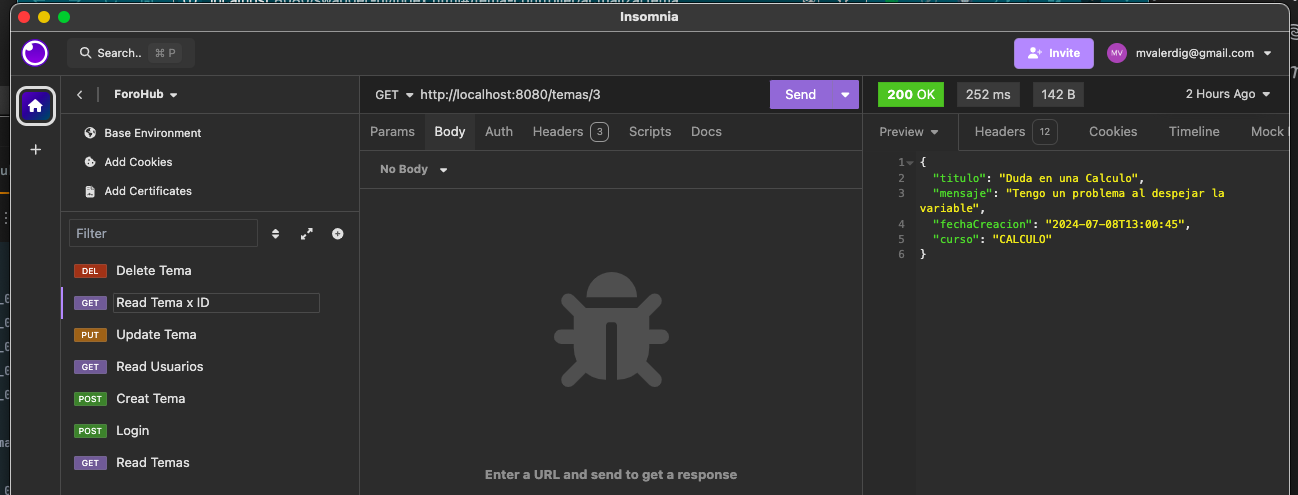 Insomnia
Search.. ⌘ P
Invite
MV mvalerdig@gmail.com
ForoHub
GET http://localhost:8080/temas/3
Send
200 OK 252 ms 142 B
2 Hours Ago
Base Environment
Add Cookies
Add Certificates
Params Body Auth Headers 3 Scripts Docs
Preview Headers 12 Cookies Timeline Mock
No Body
Filter
DEL Delete Tema
GET Read Tema x ID
PUT Update Tema
GET Read Usuarios
POST Creat Tema
POST Login
GET Read Temas
Enter a URL and send to get a response
1 {
2 "titulo": "Duda en una Calculo",
3 "mensaje": "Tengo un problema al despejar la
variable",
4 "fechaCreacion": "2024-07-08T13:00:45",
5 "curso": "CALCULO"
6 }